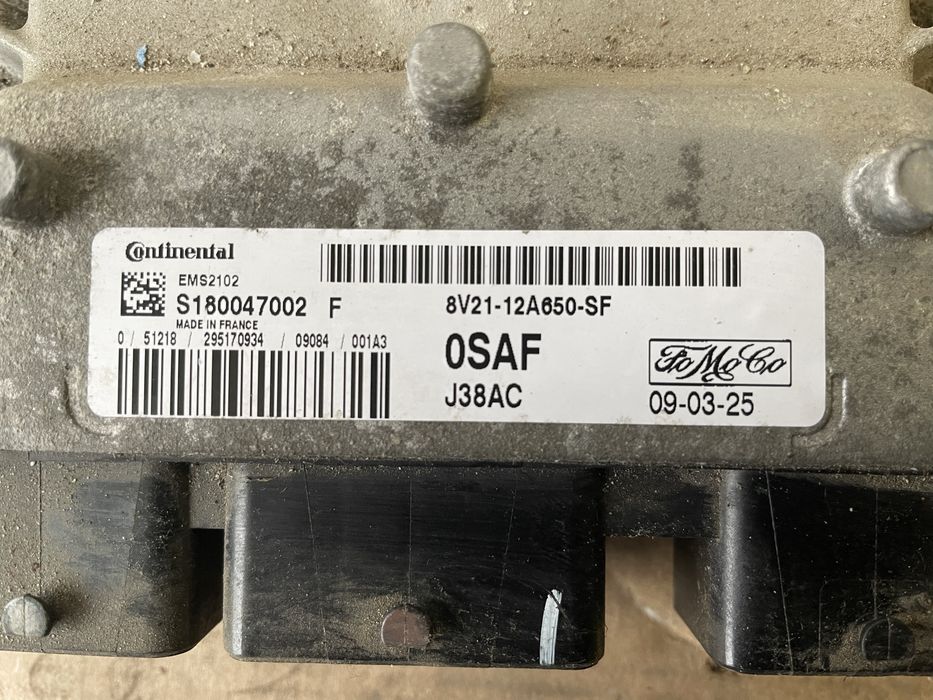 Continental
EMS2102
S180047002 F
8V21-12A650-SF
MADE IN FRANCE
0 / 51218 / 295170934 / 09084 / 001A3
0SAF
FoMoCo
J38AC
09-03-25